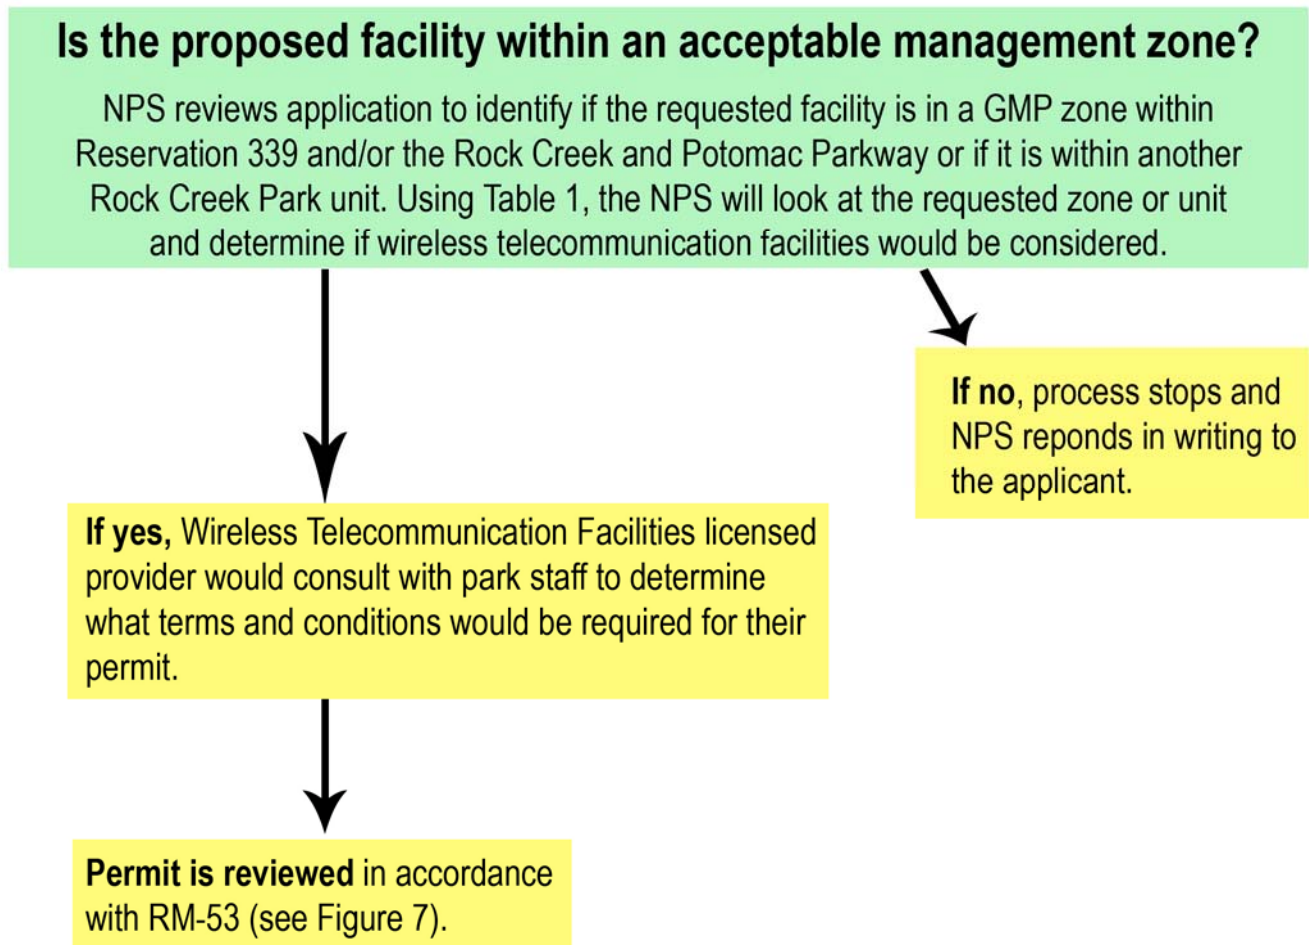 Is the proposed facility within an acceptable management zone?
NPS reviews application to identify if the requested facility is in a GMP zone within
Reservation 339 and/or the Rock Creek and Potomac Parkway or if it is within another
Rock Creek Park unit. Using Table 1, the NPS will look at the requested zone or unit
and determine if wireless telecommunication facilities would be considered.
If no, process stops and
NPS reponds in writing to
the applicant.
If yes, Wireless Telecommunication Facilities licensed
provider would consult with park staff to determine
what terms and conditions would be required for their
permit.
Permit is reviewed in accordance
with RM-53 (see Figure 7).